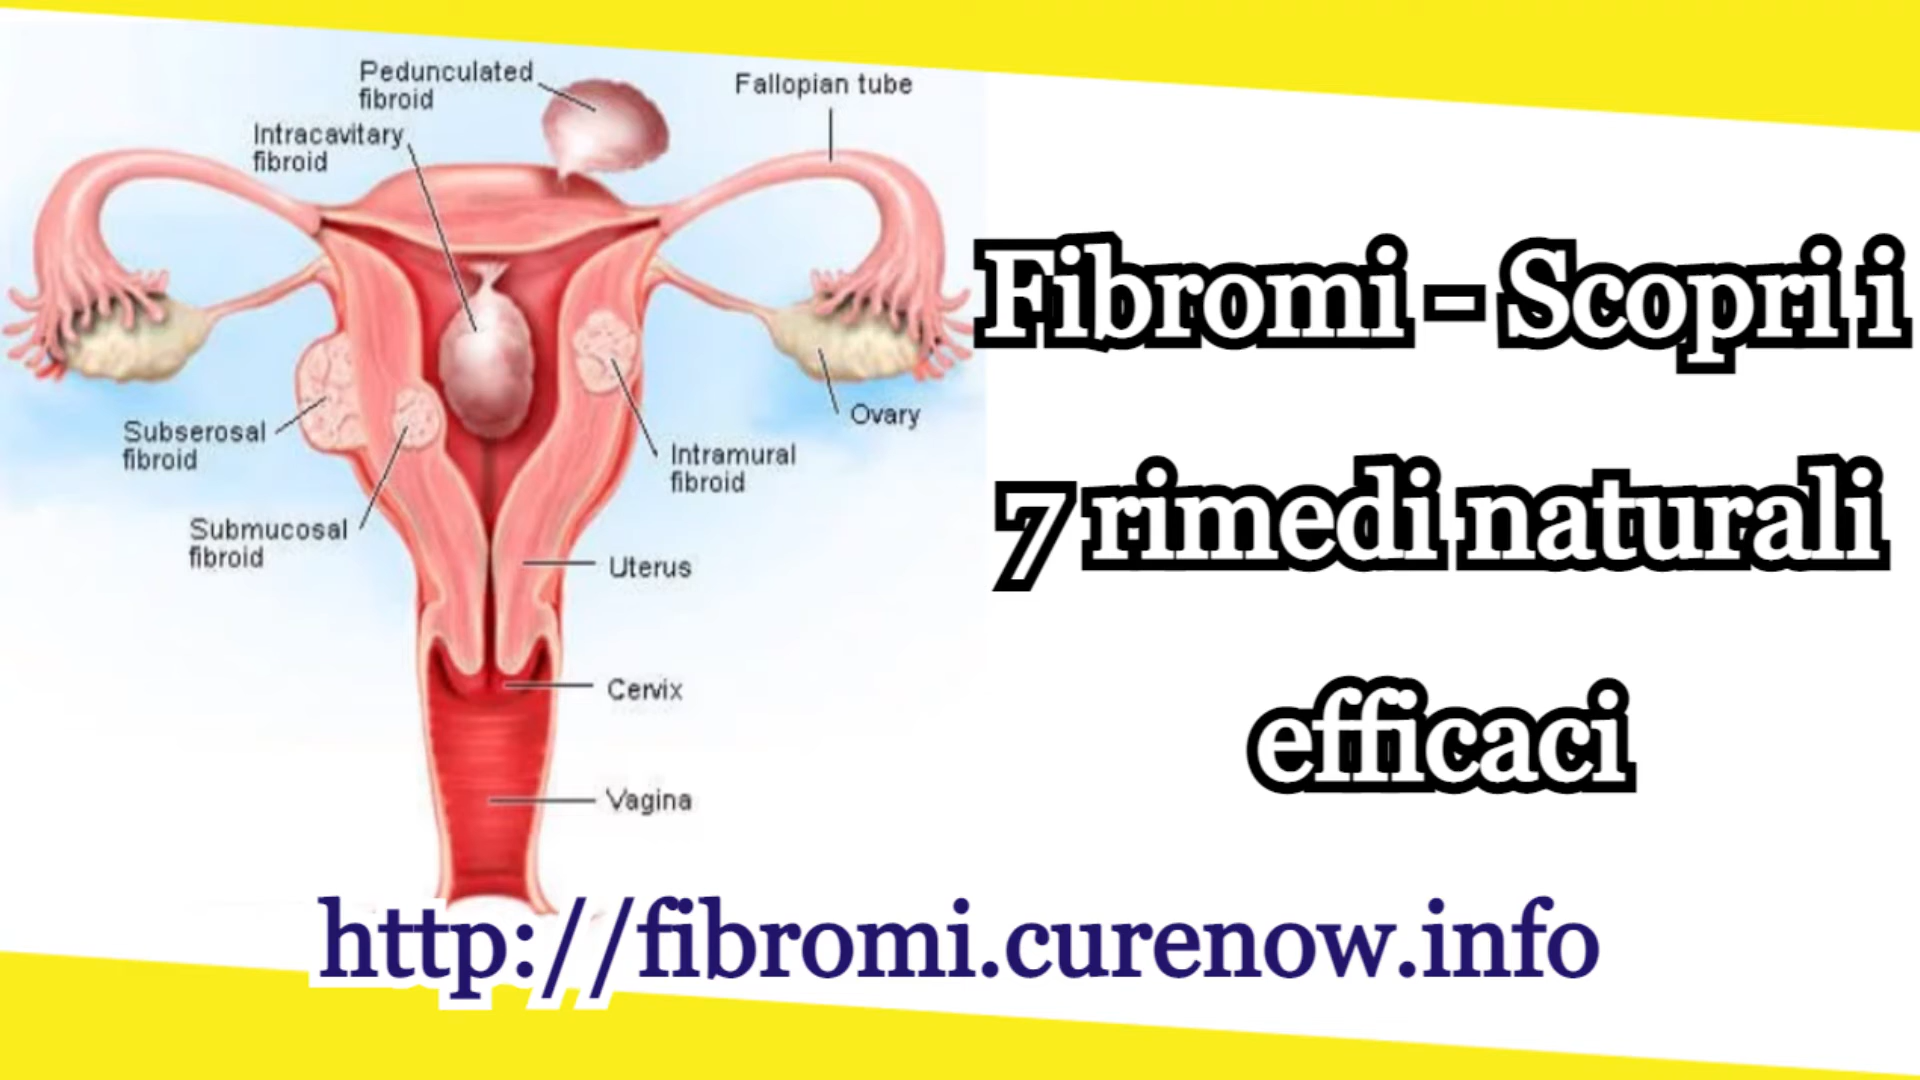 Pedunculated
fibroid
Fallopian tube
Intracavitary
fibroid
Fibromi - Scopri i
7 rimedi naturali
efficaci
Subserosal
fibroid
Ovary
Intramural
fibroid
Submucosal
fibroid
Uterus
Cervix
Vagina
http://fibromi.curenow.info